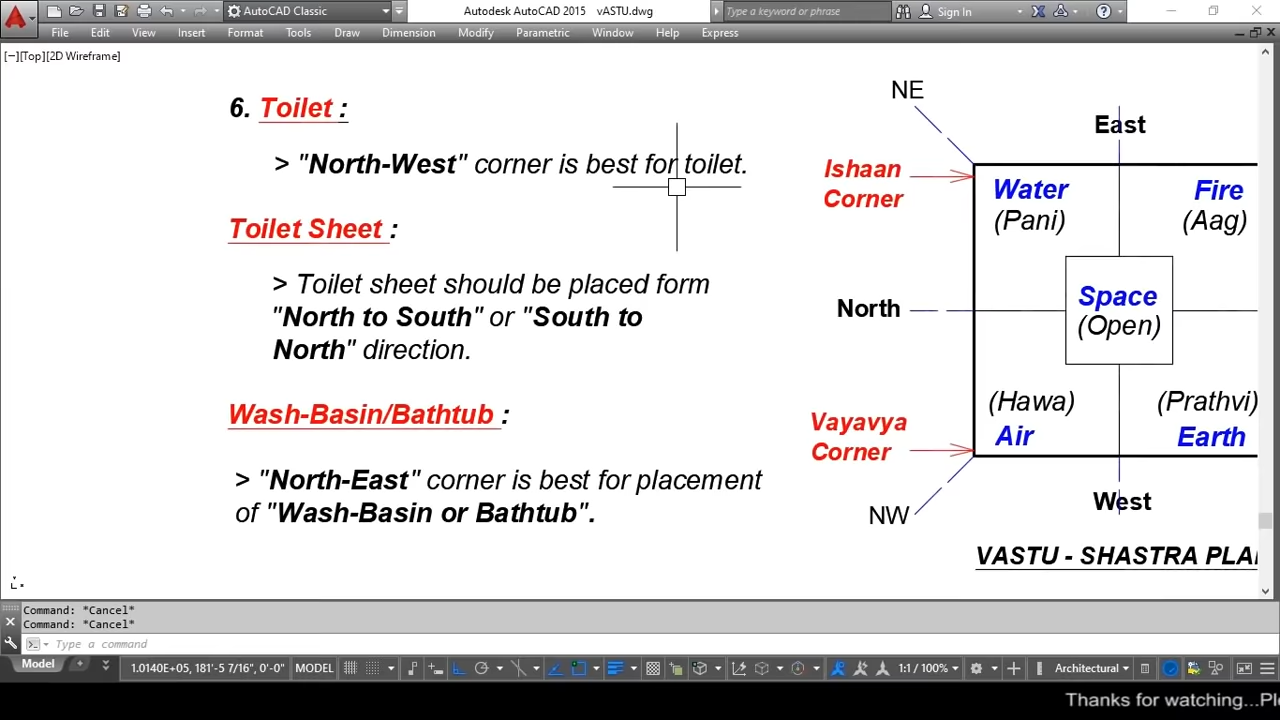 AutoCAD Classic
Autodesk AutoCAD 2015 vASTU.dwg
Type a keyword or phrase
Sign In
File Edit View Insert Format Tools Draw Dimension Modify Parametric Window Help Express
[−][Top][2D Wireframe]
6. Toilet :
> "North-West" corner is best for toilet.
Toilet Sheet :
> Toilet sheet should be placed form
"North to South" or "South to
North" direction.
Wash-Basin/Bathtub :
> "North-East" corner is best for placement
of "Wash-Basin or Bathtub".
NE
East
Ishaan
Corner
Water
(Pani)
Fire
(Aag)
North
Space
(Open)
Vayavya
Corner
(Hawa)
Air
(Prathvi)
Earth
NW
West
VASTU - SHASTRA PLA
Command: *Cancel*
Command: *Cancel*
Type a command
Model
1.0140E+05, 181'-5 7/16", 0'-0"
MODEL
1:1 / 100%
Architectural
Thanks for watching...Pl